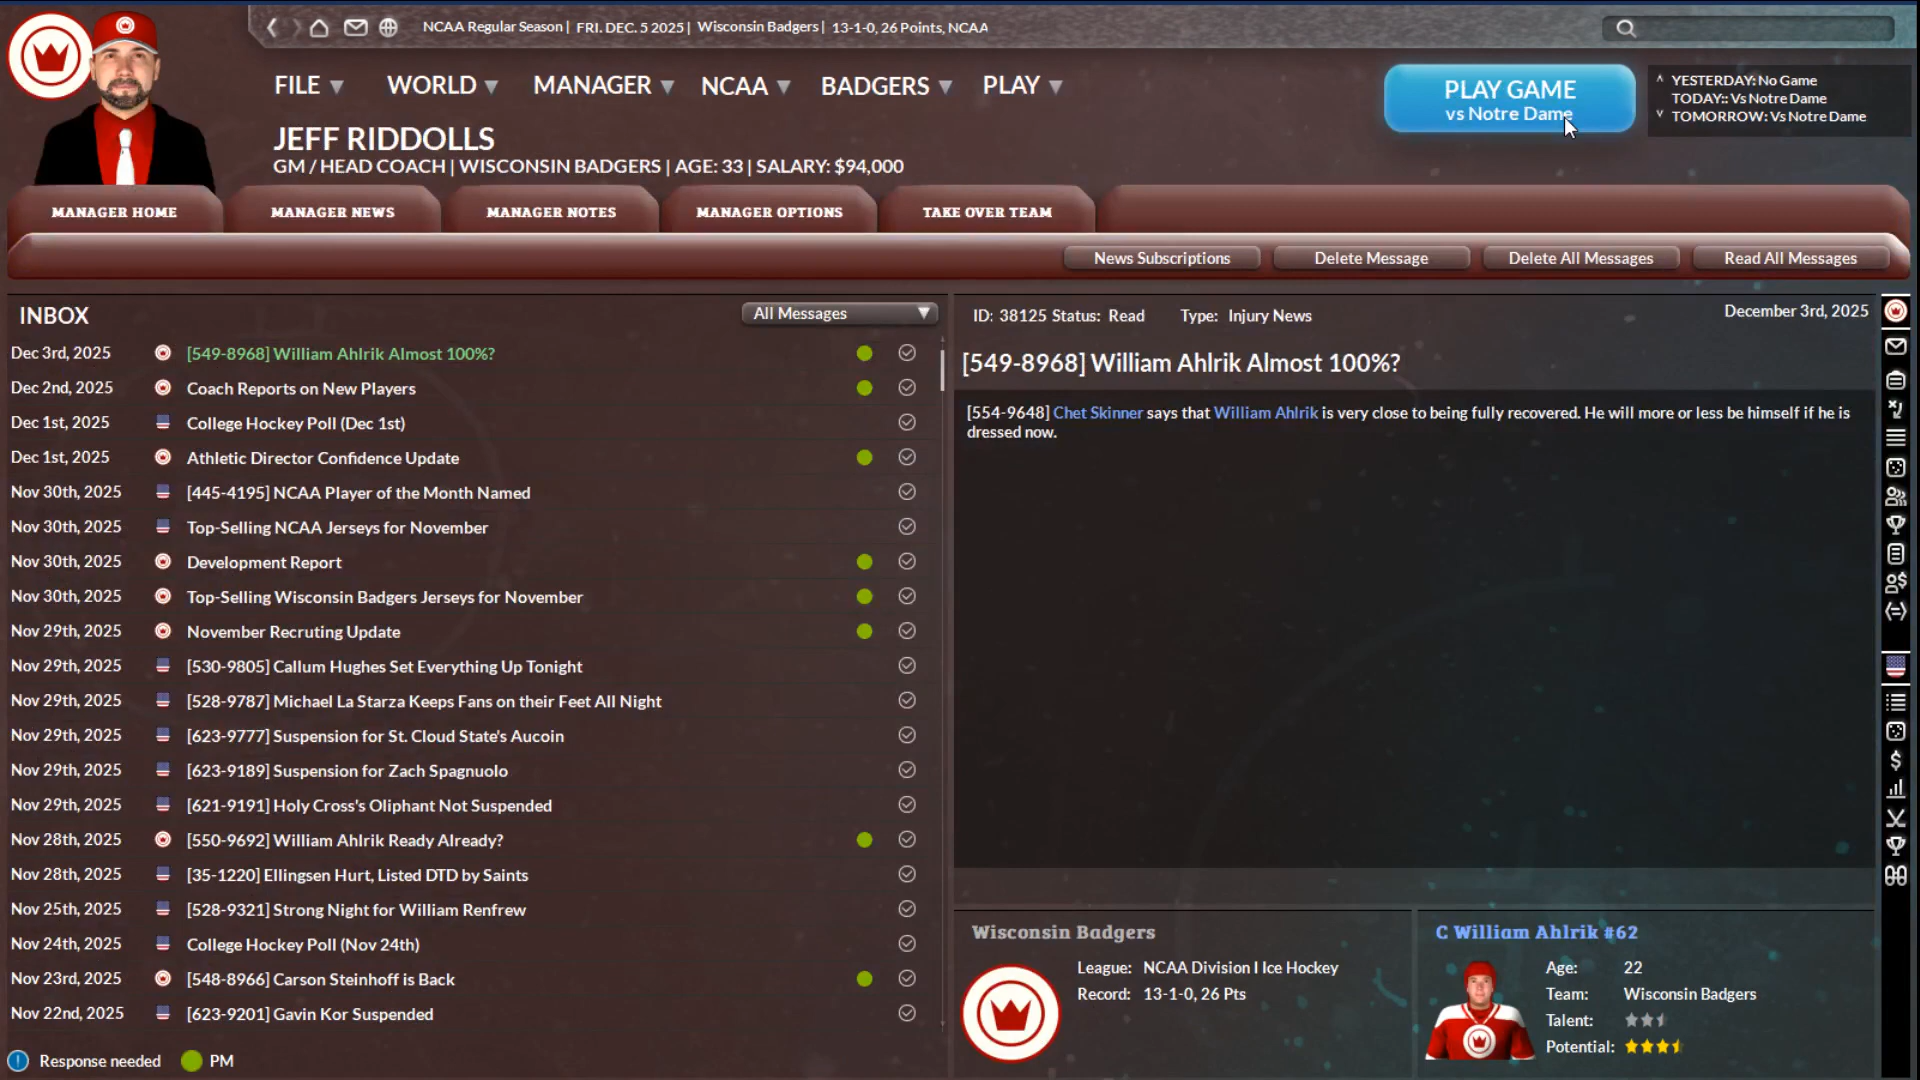 NCAA Regular Season | FRI. DEC. 5 2025 | Wisconsin Badgers | 13-1-0, 26 Points, NCAA
FILE WORLD MANAGER NCAA BADGERS PLAY
PLAY GAME
vs Notre Dame
YESTERDAY: No Game
TODAY:: Vs Notre Dame
TOMORROW: Vs Notre Dame
JEFF RIDDOLLS
GM / HEAD COACH | WISCONSIN BADGERS | AGE: 33 | SALARY: $94,000
MANAGER HOME MANAGER NEWS MANAGER NOTES MANAGER OPTIONS TAKE OVER TEAM
News Subscriptions Delete Message Delete All Messages Read All Messages
INBOX All Messages
Dec 3rd, 2025 [549-8968] William Ahlrik Almost 100%?
Dec 2nd, 2025 Coach Reports on New Players
Dec 1st, 2025 College Hockey Poll (Dec 1st)
Dec 1st, 2025 Athletic Director Confidence Update
Nov 30th, 2025 [445-4195] NCAA Player of the Month Named
Nov 30th, 2025 Top-Selling NCAA Jerseys for November
Nov 30th, 2025 Development Report
Nov 30th, 2025 Top-Selling Wisconsin Badgers Jerseys for November
Nov 29th, 2025 November Recruting Update
Nov 29th, 2025 [530-9805] Callum Hughes Set Everything Up Tonight
Nov 29th, 2025 [528-9787] Michael La Starza Keeps Fans on their Feet All Night
Nov 29th, 2025 [623-9777] Suspension for St. Cloud State's Aucoin
Nov 29th, 2025 [623-9189] Suspension for Zach Spagnuolo
Nov 29th, 2025 [621-9191] Holy Cross's Oliphant Not Suspended
Nov 28th, 2025 [550-9692] William Ahlrik Ready Already?
Nov 28th, 2025 [35-1220] Ellingsen Hurt, Listed DTD by Saints
Nov 25th, 2025 [528-9321] Strong Night for William Renfrew
Nov 24th, 2025 College Hockey Poll (Nov 24th)
Nov 23rd, 2025 [548-8966] Carson Steinhoff is Back
Nov 22nd, 2025 [623-9201] Gavin Kor Suspended
Response needed PM
ID: 38125 Status: Read Type: Injury News December 3rd, 2025
[549-8968] William Ahlrik Almost 100%?
[554-9648] Chet Skinner says that William Ahlrik is very close to being fully recovered. He will more or less be himself if he is
dressed now.
Wisconsin Badgers
League: NCAA Division I Ice Hockey
Record: 13-1-0, 26 Pts
C William Ahlrik #62
Age: 22
Team: Wisconsin Badgers
Talent:
Potential: